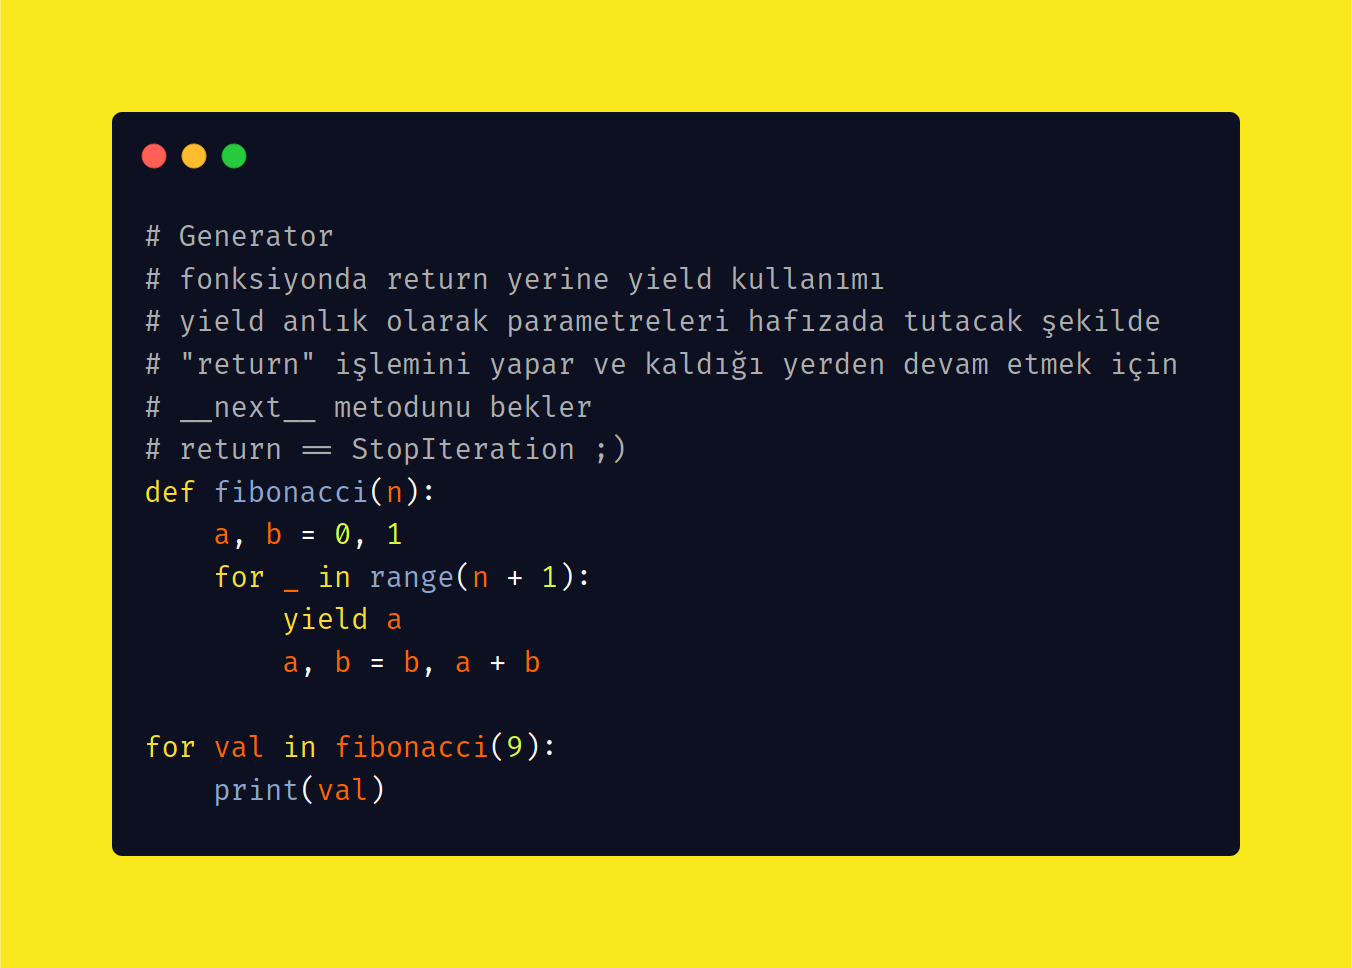 # Generator
# fonksiyonda return yerine yield kullanımı
# yield anlık olarak parametreleri hafızada tutacak şekilde
# "return" işlemini yapar ve kaldığı yerden devam etmek için
# __next__ metodunu bekler
# return == StopIteration ;)
def fibonacci(n):
    a, b = 0, 1
    for _ in range(n + 1):
        yield a
        a, b = b, a + b
for val in fibonacci(9):
    print(val)